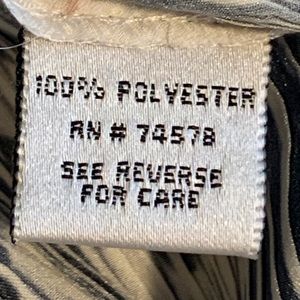 100% POLYESTER
RN # 74578
SEE REVERSE
FOR CARE